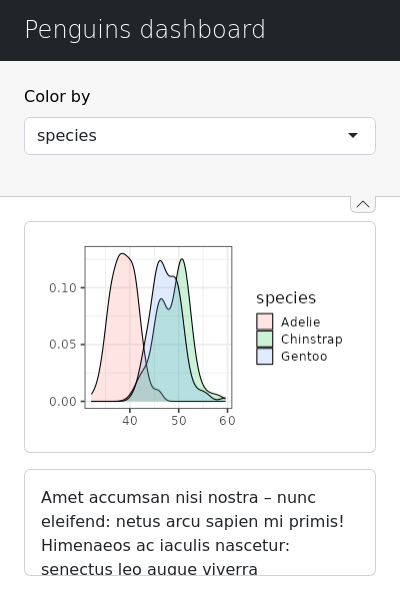 Penguins dashboard
Color by
species
0.10
0.05
0.00
40 50 60
species
Adelie
Chinstrap
Gentoo
Amet accumsan nisi nostra – nunc
eleifend: netus arcu sapien mi primis!
Himenaeos ac iaculis nascetur:
senectus leo augue viverra